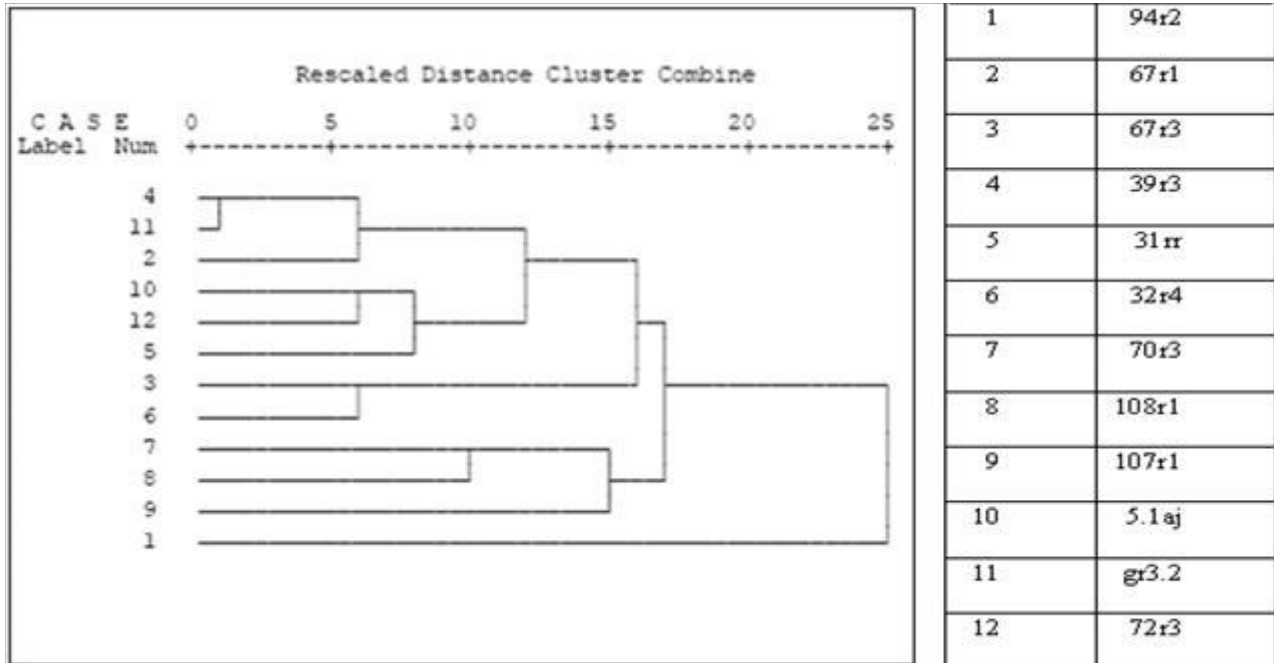 Rescaled Distance Cluster Combine
C A S E 0 5 10 15 20 25
Label Num +---------+---------+---------+---------+---------+
4
11
2
10
12
5
3
6
7
8
9
1
1 94r2
2 67r1
3 67r3
4 39r3
5 31rr
6 32r4
7 70r3
8 108r1
9 107r1
10 5.1aj
11 gr3.2
12 72r3